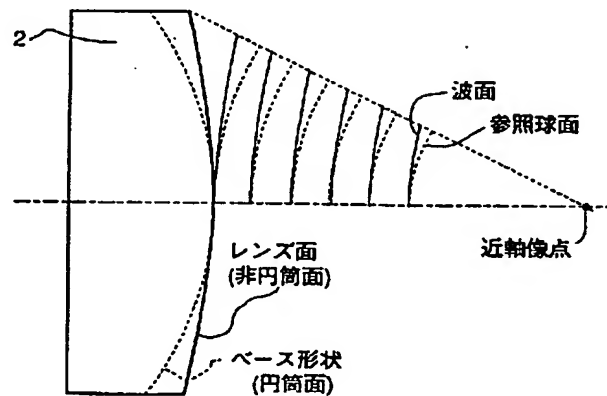 2
波面
参照球面
近軸像点
レンズ面
(非円筒面)
ベース形状
(円筒面)